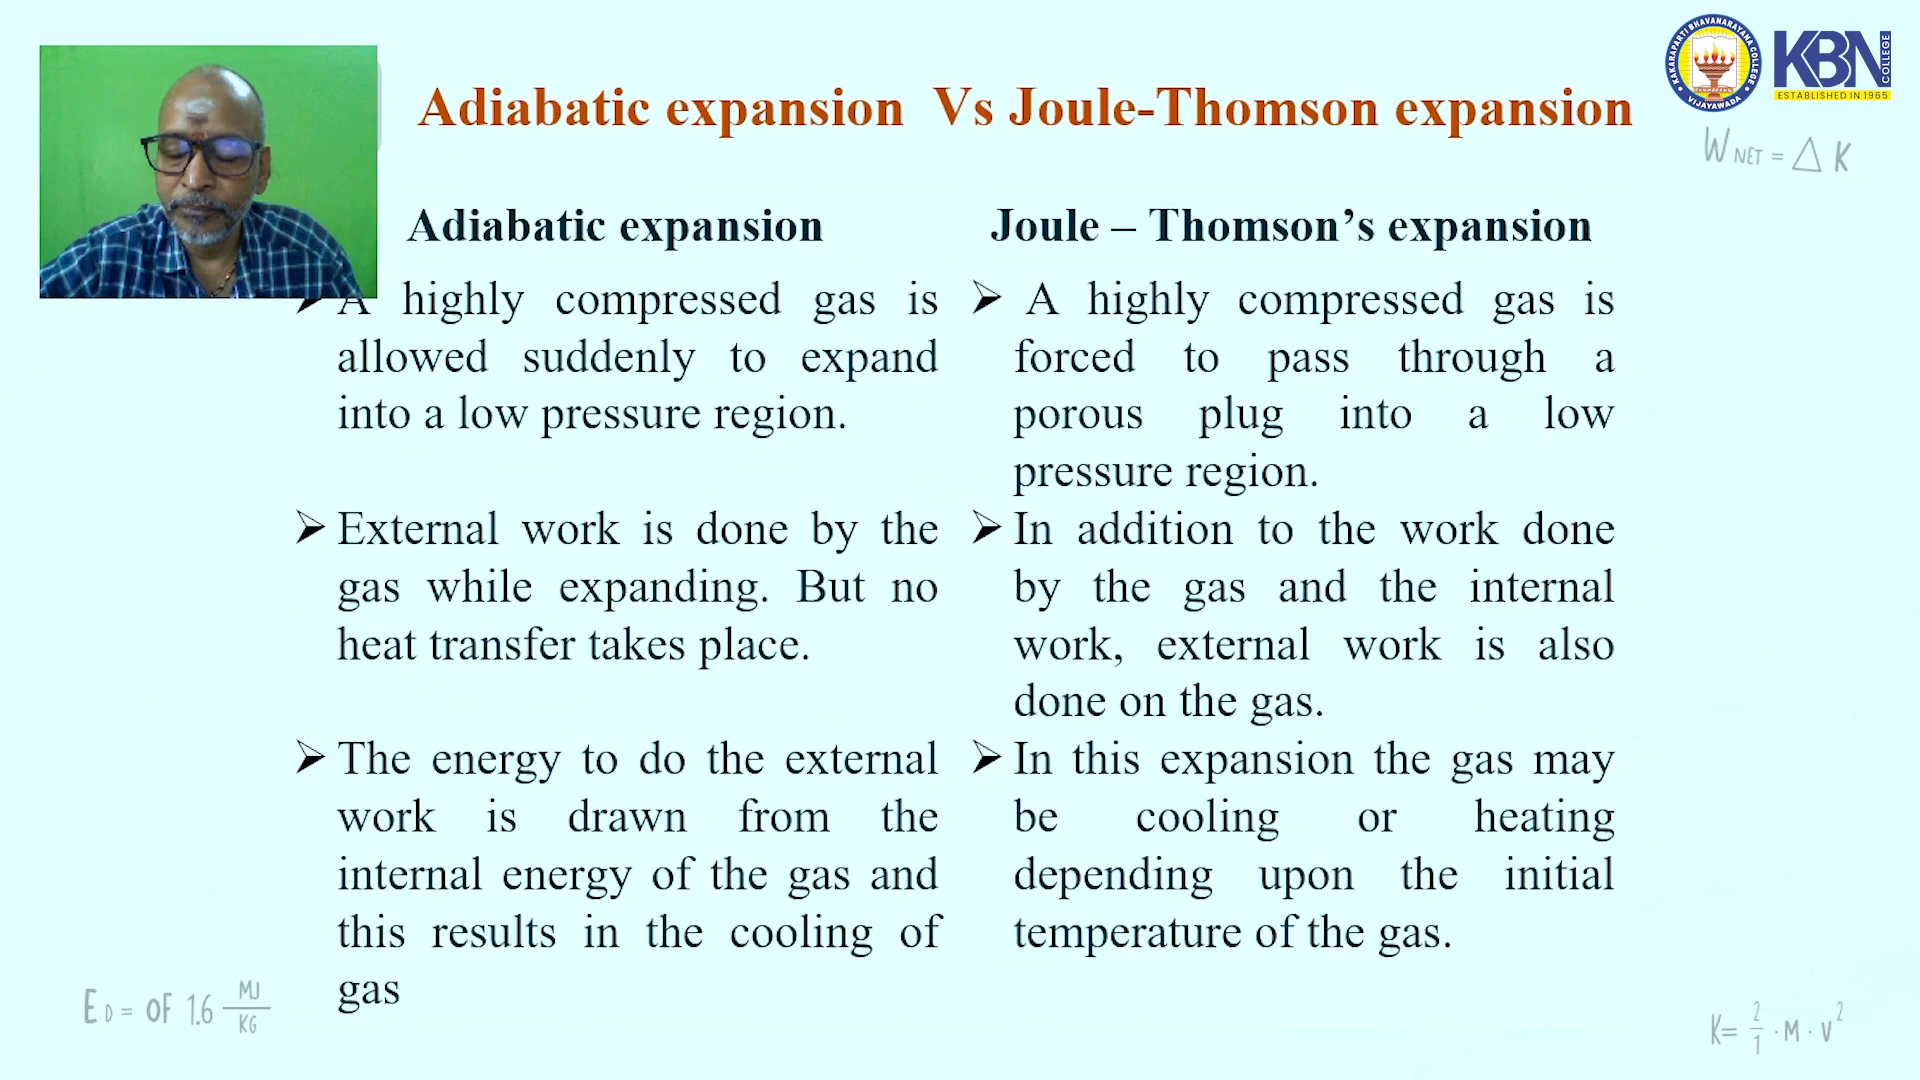 KAKARAPARTI BHAVANARAYANA COLLEGE
VIJAYAWADA
KBN
COLLEGE
ESTABLISHED IN 1965
Adiabatic expansion Vs Joule-Thomson expansion
W NET = △ K
Adiabatic expansion
➢ A highly compressed gas is
allowed suddenly to expand
into a low pressure region.
➢ External work is done by the
gas while expanding. But no
heat transfer takes place.
➢ The energy to do the external
work is drawn from the
internal energy of the gas and
this results in the cooling of
gas
Joule – Thomson’s expansion
➢ A highly compressed gas is
forced to pass through a
porous plug into a low
pressure region.
➢ In addition to the work done
by the gas and the internal
work, external work is also
done on the gas.
➢ In this expansion the gas may
be cooling or heating
depending upon the initial
temperature of the gas.
E D = OF 1.6 MJ/KG
K= 2/1 · M · V²